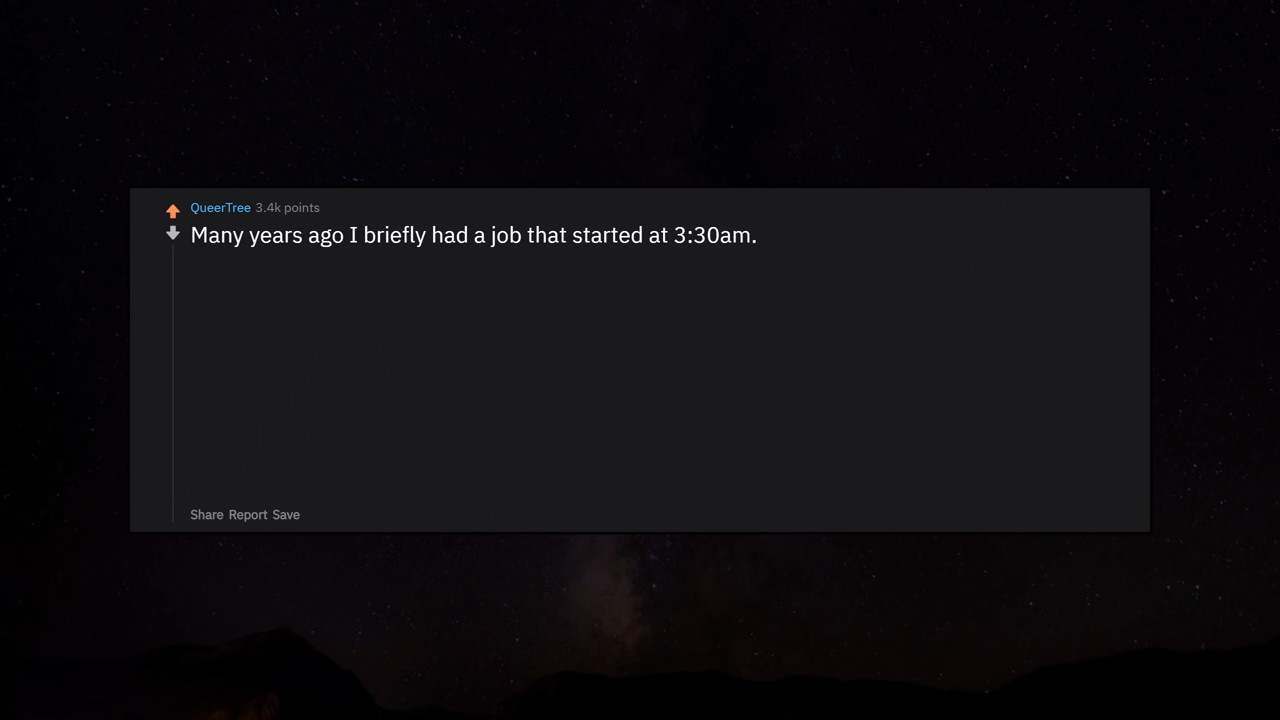 QueerTree 3.4k points
Many years ago I briefly had a job that started at 3:30am.
Share Report Save